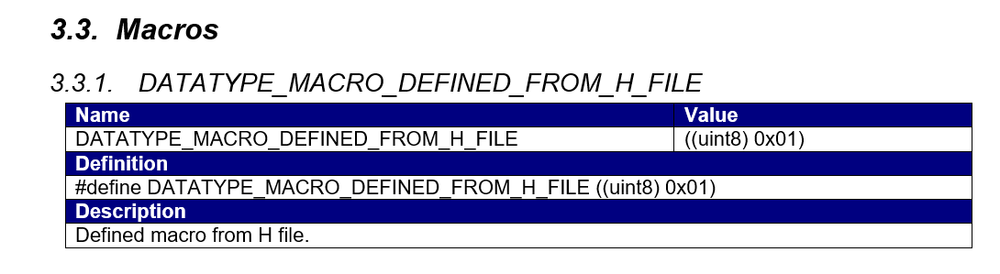 3.3. Macros
3.3.1. DATATYPE_MACRO_DEFINED_FROM_H_FILE
Name Value
DATATYPE_MACRO_DEFINED_FROM_H_FILE ((uint8) 0x01)
Definition
#define DATATYPE_MACRO_DEFINED_FROM_H_FILE ((uint8) 0x01)
Description
Defined macro from H file.